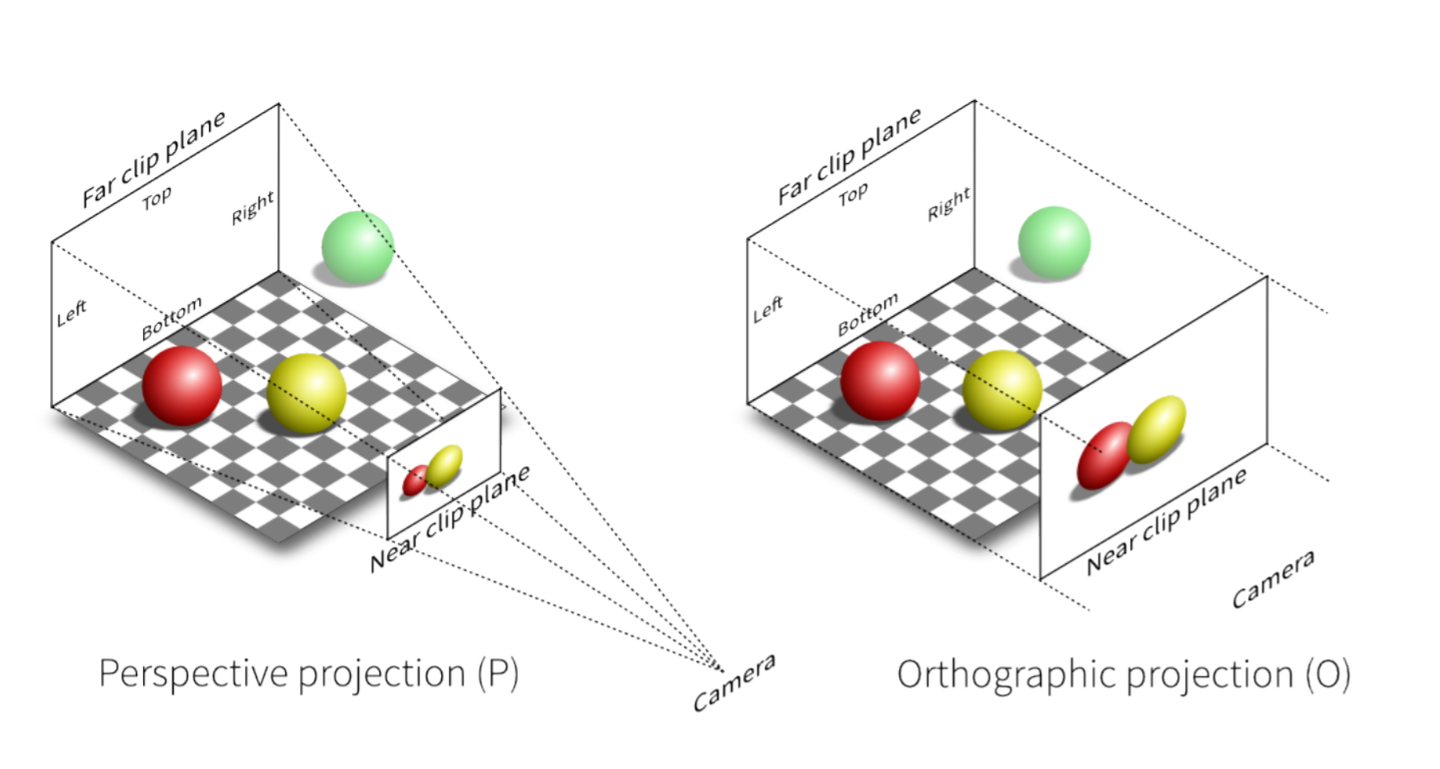 Far clip plane
Top
Right
Left
Bottom
Near clip plane
Camera
Perspective projection (P)
Far clip plane
Top
Right
Left
Bottom
Near clip plane
Camera
Orthographic projection (O)